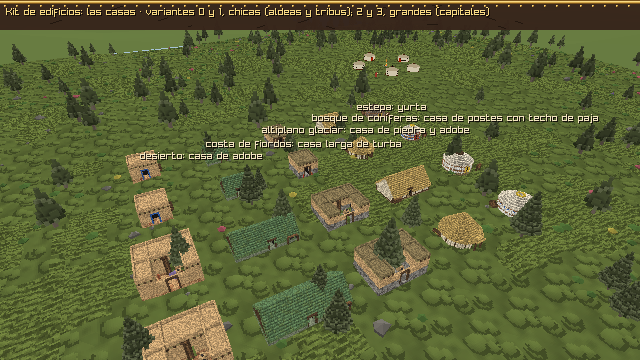 Kit de edificios: las casas · variantes 0 y 1, chicas (aldeas y tribus), 2 y 3, grandes (capitales)
estepa: yurta
bosque de coníferas: casa de postes con techo de paja
altiplano glaciar: casa de piedra y adobe
costa de fiordos: casa larga de turba
desierto: casa de adobe